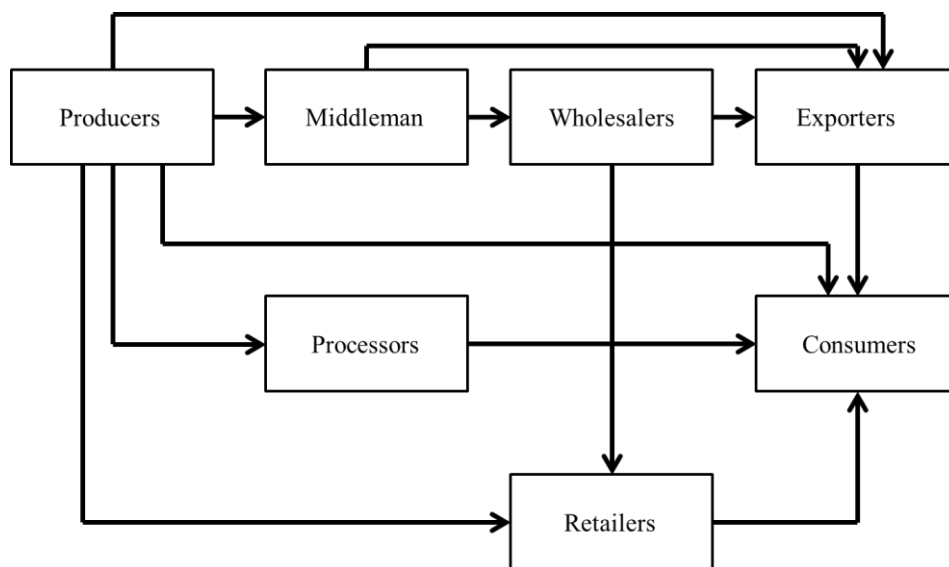 Producers
Middleman
Wholesalers
Exporters
Processors
Consumers
Retailers